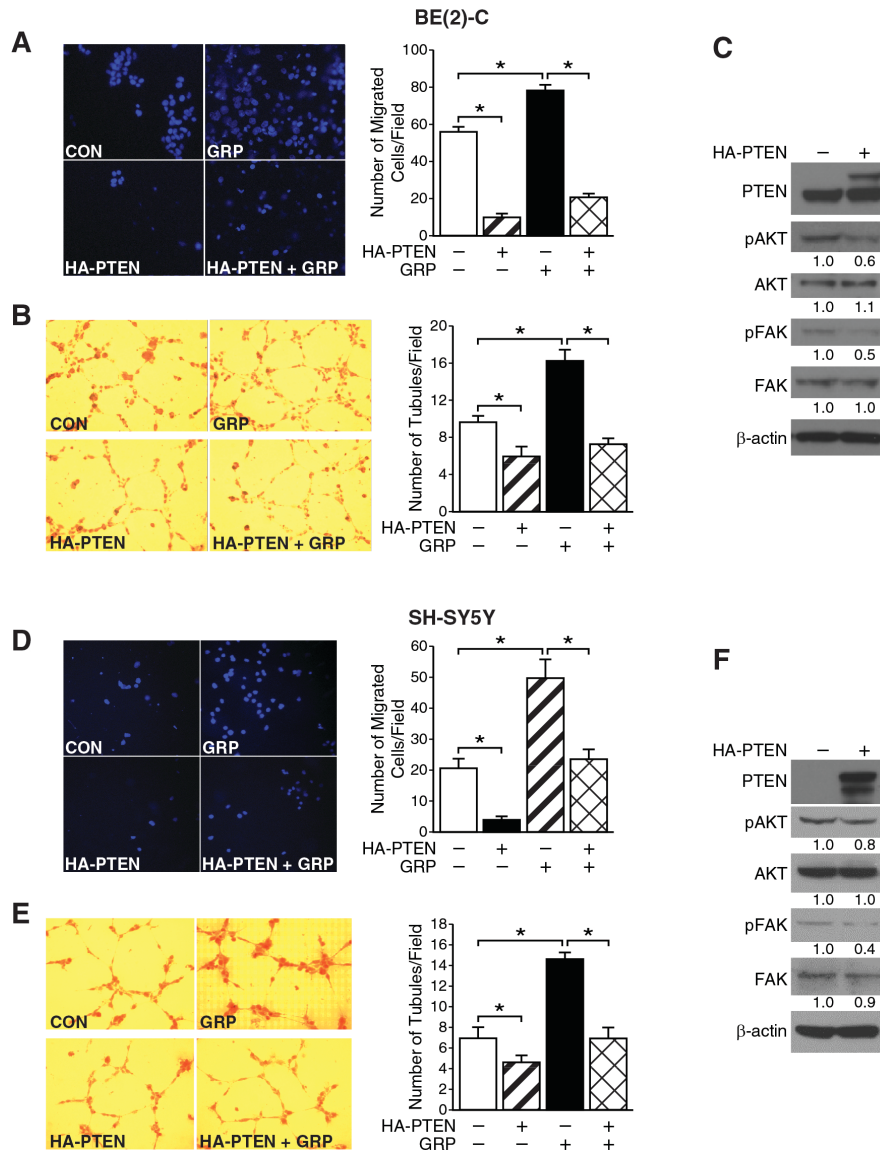 BE(2)-C
A
CON
GRP
HA-PTEN
HA-PTEN + GRP
Number of Migrated
Cells/Field
100
80
60
40
20
0
*
*
*
HA-PTEN − + − +
GRP − − + +
B
CON
GRP
HA-PTEN
HA-PTEN + GRP
Number of Tubules/Field
20
16
12
8
4
0
*
*
*
HA-PTEN − + − +
GRP − − + +
C
HA-PTEN − +
PTEN
pAKT
1.0 0.6
AKT
1.0 1.1
pFAK
1.0 0.5
FAK
1.0 1.0
β-actin
SH-SY5Y
D
CON
GRP
HA-PTEN
HA-PTEN + GRP
Number of Migrated
Cells/Field
60
50
40
30
20
10
0
*
*
*
HA-PTEN − + − +
GRP − − + +
E
CON
GRP
HA-PTEN
HA-PTEN + GRP
Number of Tubules/Field
18
16
14
12
10
8
6
4
2
0
*
*
*
HA-PTEN − + − +
GRP − − + +
F
HA-PTEN − +
PTEN
pAKT
1.0 0.8
AKT
1.0 1.0
pFAK
1.0 0.4
FAK
1.0 0.9
β-actin